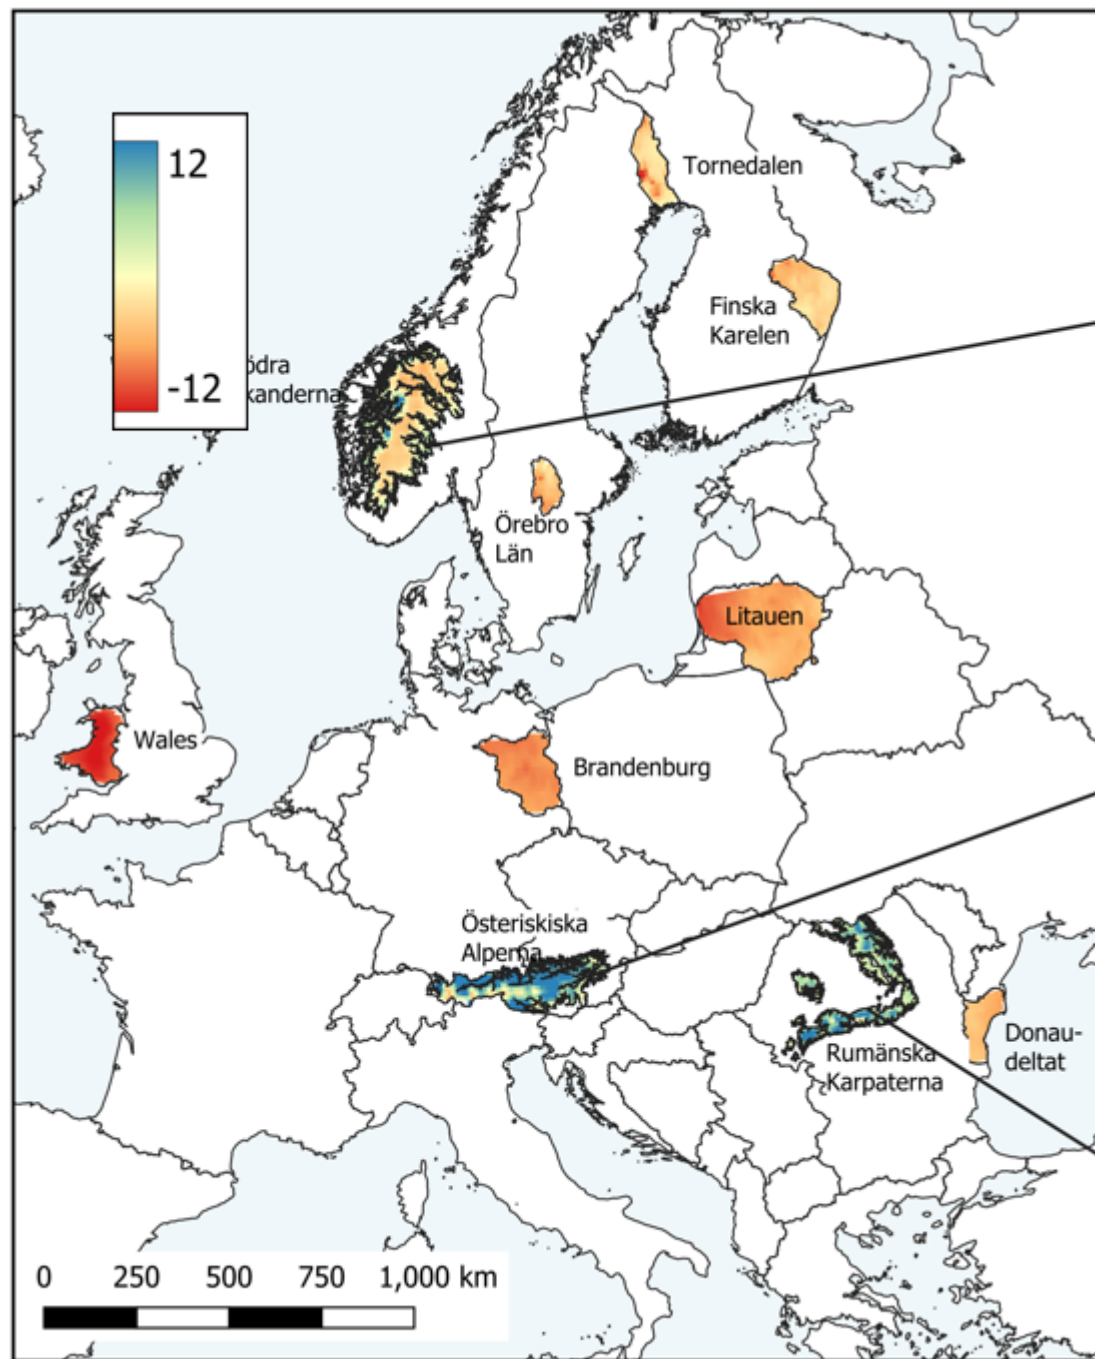 12
Tornedalen
Finska
Karelen
-12
ödra
kanderna
Örebro
Län
Litauen
Wales
Brandenburg
Österiskiska
Alperna
Donau-
deltat
Rumänska
Karpaterna
0 250 500 750 1,000 km